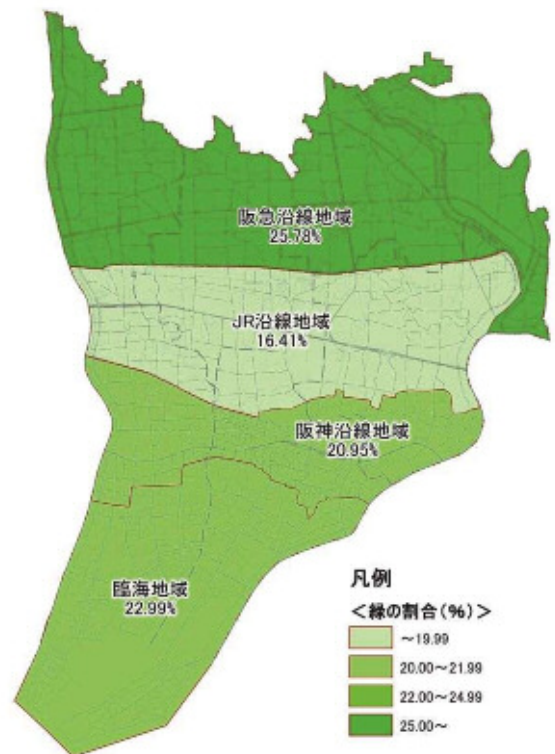 阪急沿線地域
25.78%
JR沿線地域
16.41%
阪神沿線地域
20.95%
臨海地域
22.99%
凡例
＜緑の割合(%)＞
～19.99
20.00～21.99
22.00～24.99
25.00～